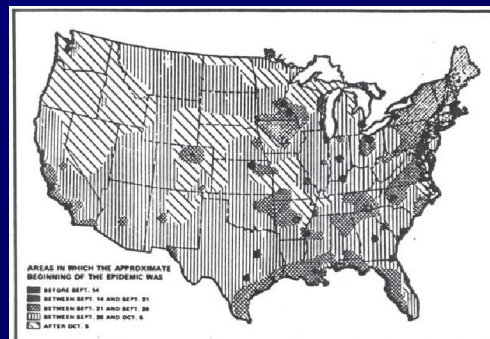 AREAS IN WHICH THE APPROXIMATE
BEGINNING OF THE EPIDEMIC WAS
BEFORE SEPT. 14
BETWEEN SEPT. 14 AND SEPT. 21
BETWEEN SEPT. 21 AND SEPT. 28
BETWEEN SEPT. 28 AND OCT. 5
AFTER OCT. 5